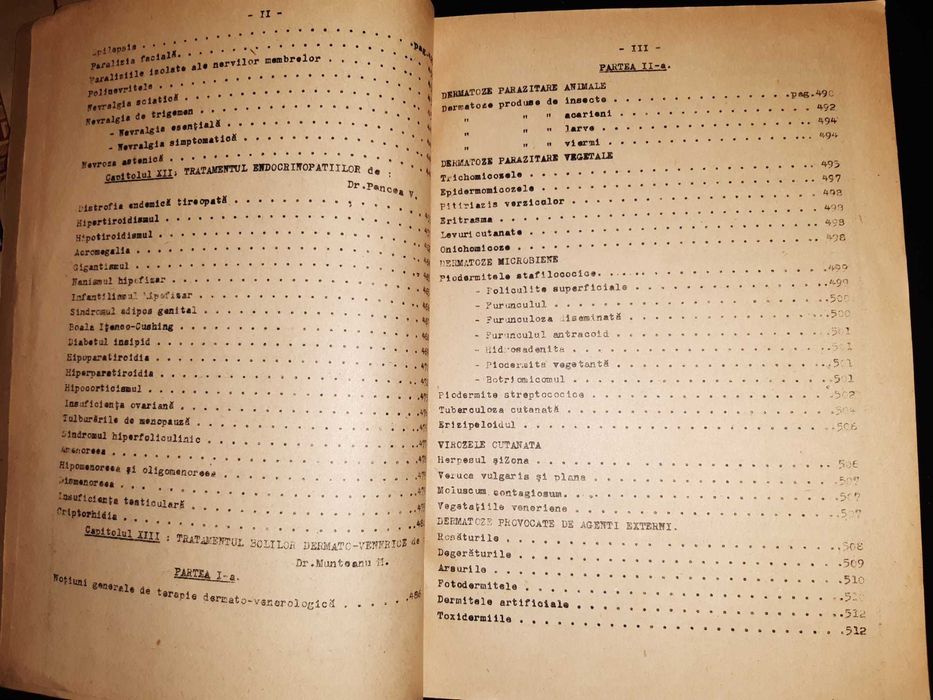 - II -
Epilepsia . . . . . pag.
Paralizia facială. . . . .
Paraliziile izolate ale nervilor membrelor . . . . .
Polinevritele . . . . .
Nevralgia sciatică . . . . .
Nevralgia de trigemen . . . . .
- Nevralgia esențială . . . . .
- Nevralgia simptomatică . . . . .
Nevroza astenică . . . . .
Capitolul XII: TRATAMENTUL ENDOCRINOPATIILOR de :
Dr.Pencea V.
Distrofia endemică tireopată . . . . .
Hipertiroidismul . . . . .
Hipotiroidismul . . . . .
Acromegalia . . . . .
Gigantismul . . . . .
Nanismul hipofizar . . . . .
Infantilismul hipofizar . . . . .
Sindromul adipos genital . . . . .
Boala Ițenco-Cushing . . . . .
Diabetul insipid . . . . .
Hipoparatiroidia . . . . .
Hiperparatiroidia . . . . .
Hipocorticismul . . . . .
Insuficiența ovariană . . . . .
Tulburările de menopauză . . . . .
Sindromul hiperfoliculinic . . . . .
Amenoreea . . . . .
Hipomenoreea și oligomenoreea . . . . .
Dismenoreea . . . . .
Insuficiența testiculară . . . . .
Criptorhidia . . . . .
Capitolul XIII : TRATAMENTUL BOLILOR DERMATO-VENERICE de
Dr.Munteanu M.
PARTEA I-a.
Noțiuni generale de terapie dermato-venerologică . . . . . . 486
- III -
PARTEA II-a.
DERMATOZE PARAZITARE ANIMALE
Dermatoze produse de insecte . . . . . pag.490
" " " acarieni . . . . . 492
" " " larve . . . . . 494
" " " viermi . . . . . 494
DERMATOZE PARAZITARE VEGETALE
Trichomicozele . . . . . 495
Epidermomicozele . . . . . 497
Pitiriazis verzicolor . . . . . 498
Eritrasma . . . . . 498
Levuri cutanate . . . . . 498
Onichomicoze . . . . . 498
DERMATOZE MICROBIENE
Piodermitele stafilococice. . . . . . 499
- Foliculite superficiale . . . . . 499
- Furunculul . . . . . 500
- Furunculoza diseminată . . . . . 500
- Furunculul antracoid . . . . . 501
- Hidrosadenita . . . . . 501
- Piodermita vegetantă . . . . . 501
- Botriomicomul . . . . . 501
Piodermite streptococice . . . . . 502
Tuberculoza cutanată . . . . . 504
Erizipeloidul . . . . . 506
VIROZELE CUTANATA
Herpesul șiZona . . . . . 506
Veruca vulgaris și plana . . . . . 507
Moluscum contagiosum. . . . . . 507
Vegetațiile veneriene . . . . . 507
DERMATOZE PROVOCATE DE AGENTI EXTERNI.
Rosăturile . . . . . 508
Degerăturile . . . . . 509
Arsurile . . . . . 510
Fotodermitele . . . . .
Dermitele artificiale . . . . . 512
Toxidermiile . . . . . 512